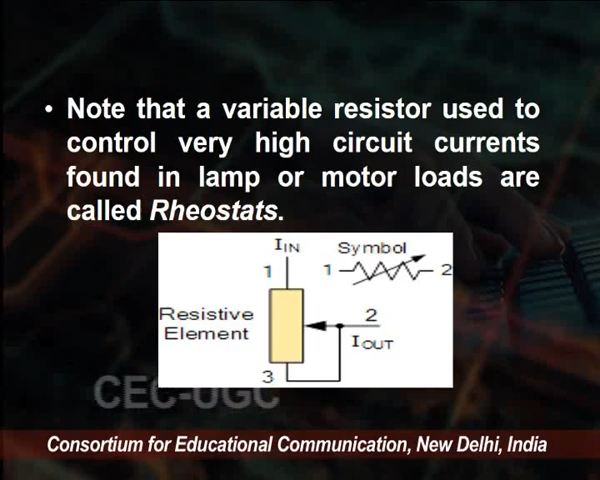 • Note that a variable resistor used to
control very high circuit currents
found in lamp or motor loads are
called Rheostats.
IIN
Symbol
1
1
2
Resistive
Element
2
IOUT
3
CEC-UGC
Consortium for Educational Communication, New Delhi, India